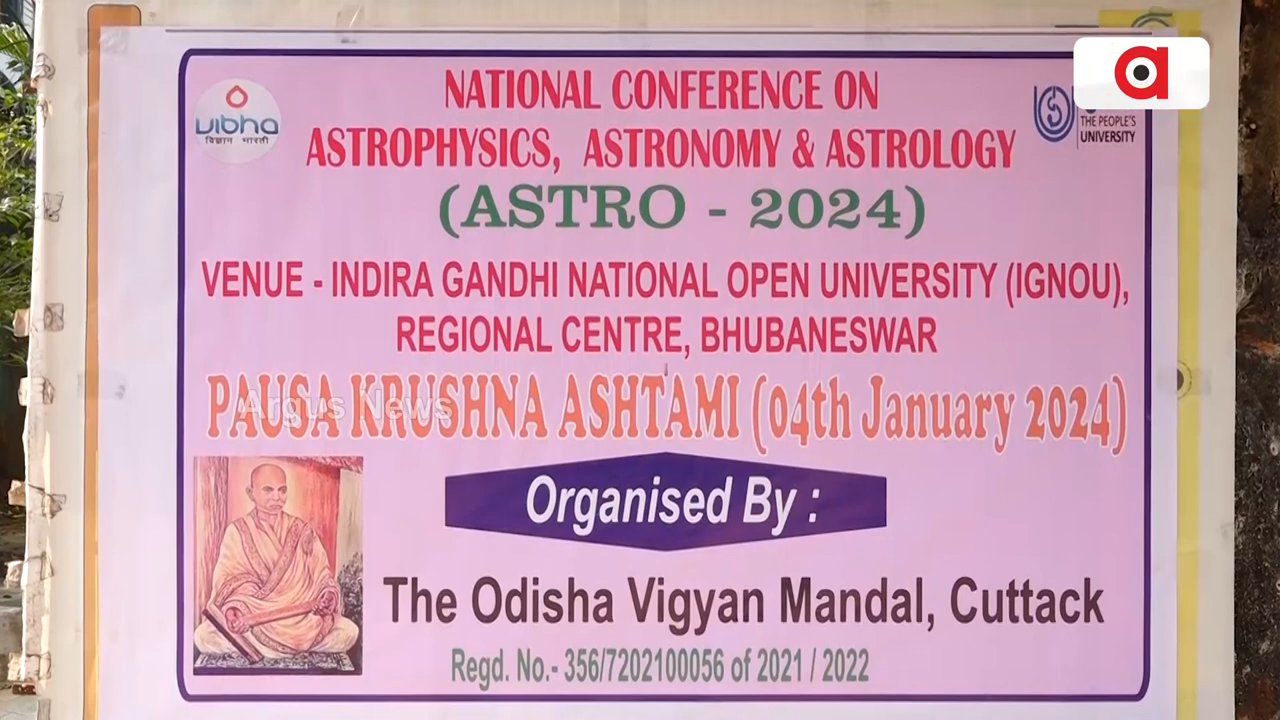 NATIONAL CONFERENCE ON
ASTROPHYSICS, ASTRONOMY & ASTROLOGY
(ASTRO - 2024)
vibha
विज्ञान भारती
THE PEOPLE'S
UNIVERSITY
a
VENUE - INDIRA GANDHI NATIONAL OPEN UNIVERSITY (IGNOU),
REGIONAL CENTRE, BHUBANESWAR
PAUSA KRUSHNA ASHTAMI (04th January 2024)
Argus News
Organised By :
The Odisha Vigyan Mandal, Cuttack
Regd. No.- 356/7202100056 of 2021 / 2022